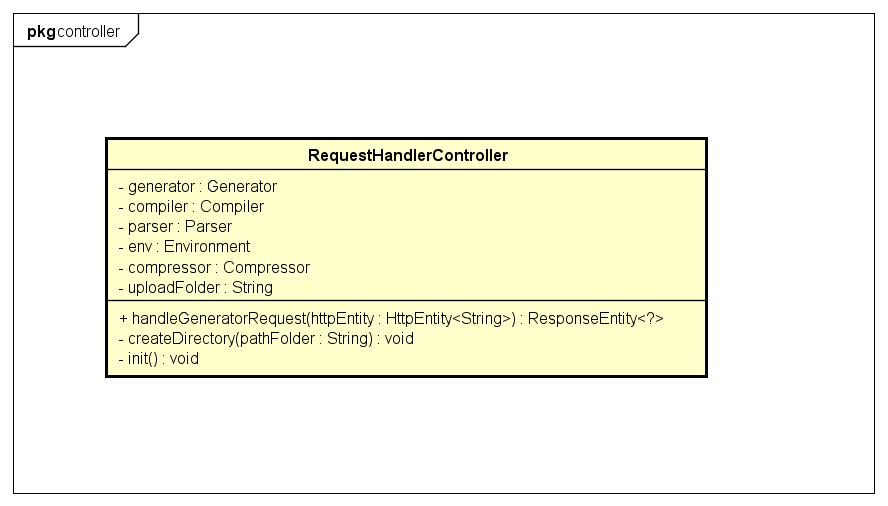 pkg controller
RequestHandlerController
- generator : Generator
- compiler : Compiler
- parser : Parser
- env : Environment
- compressor : Compressor
- uploadFolder : String
+ handleGeneratorRequest(httpEntity : HttpEntity<String>) : ResponseEntity<?>
- createDirectory(pathFolder : String) : void
- init() : void